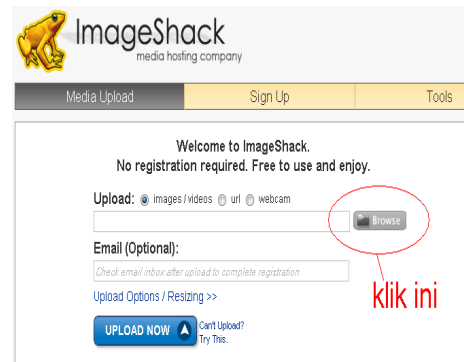 ImageShack
media hosting company
Media Upload Sign Up Tools
Welcome to ImageShack.
No registration required. Free to use and enjoy.
Upload: images / videos url webcam
Browse
Email (Optional):
Check email inbox after upload to complete registration
klik ini
Upload Options / Resizing >>
UPLOAD NOW Can't Upload?
Try This.